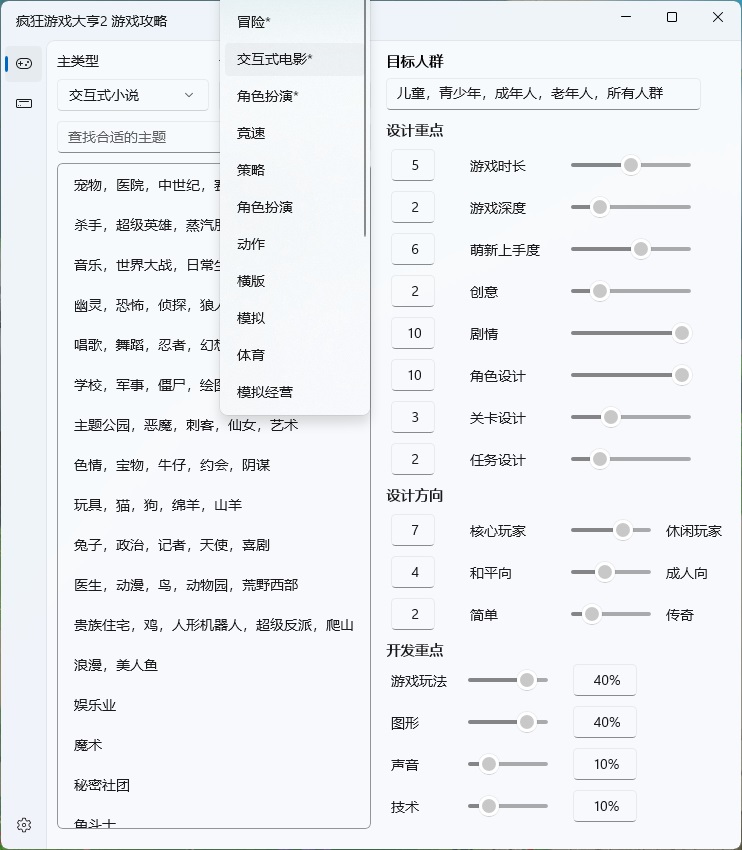 疯狂游戏大亨2 游戏攻略
主类型
交互式小说
查找合适的主题
宠物，医院，中世纪，
杀手，超级英雄，蒸汽朋
音乐，世界大战，日常生
幽灵，恐怖，侦探，狼人
唱歌，舞蹈，忍者，幻想
学校，军事，僵尸，绘图
主题公园，恶魔，刺客，仙女，艺术
色情，宝物，牛仔，约会，阴谋
玩具，猫，狗，绵羊，山羊
兔子，政治，记者，天使，喜剧
医生，动漫，鸟，动物园，荒野西部
贵族住宅，鸡，人形机器人，超级反派，爬山
浪漫，美人鱼
娱乐业
魔术
秘密社团
角斗士
冒险*
交互式电影*
角色扮演*
竞速
策略
角色扮演
动作
横版
模拟
体育
模拟经营
目标人群
儿童，青少年，成年人，老年人，所有人群
设计重点
5 游戏时长
2 游戏深度
6 萌新上手度
2 创意
10 剧情
10 角色设计
3 关卡设计
2 任务设计
设计方向
7 核心玩家 休闲玩家
4 和平向 成人向
2 简单 传奇
开发重点
游戏玩法 40%
图形 40%
声音 10%
技术 10%